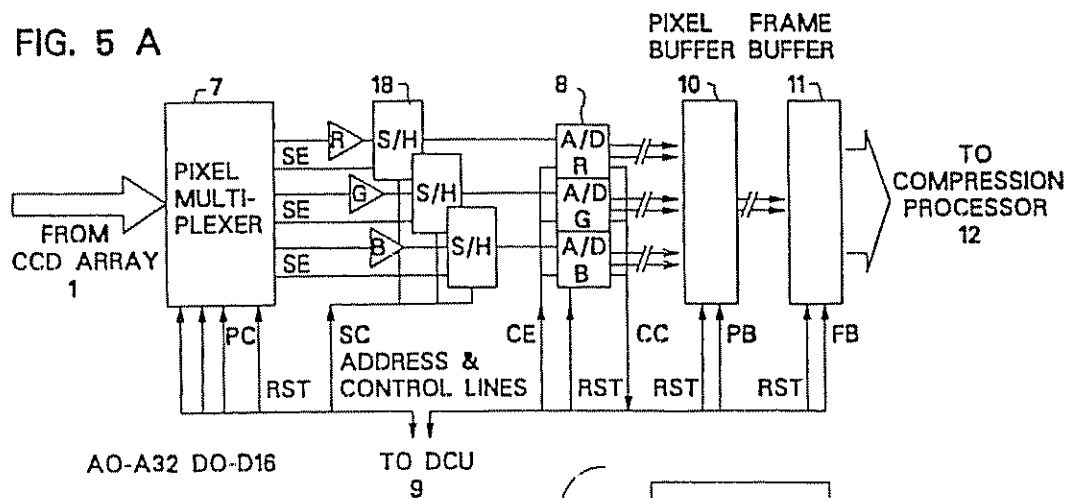 FIG. 5 A
PIXEL BUFFER
FRAME BUFFER
7
18
8
10
11
PIXEL
MULTI-
PLEXER
FROM
CCD ARRAY
1
SE
SE
SE
R
G
B
S/H
S/H
S/H
A/D
R
A/D
G
A/D
B
TO
COMPRESSION
PROCESSOR
12
PC
SC
CE
CC
PB
FB
ADDRESS &
CONTROL LINES
RST
RST
RST
RST
AO-A32 DO-D16
TO DCU
9